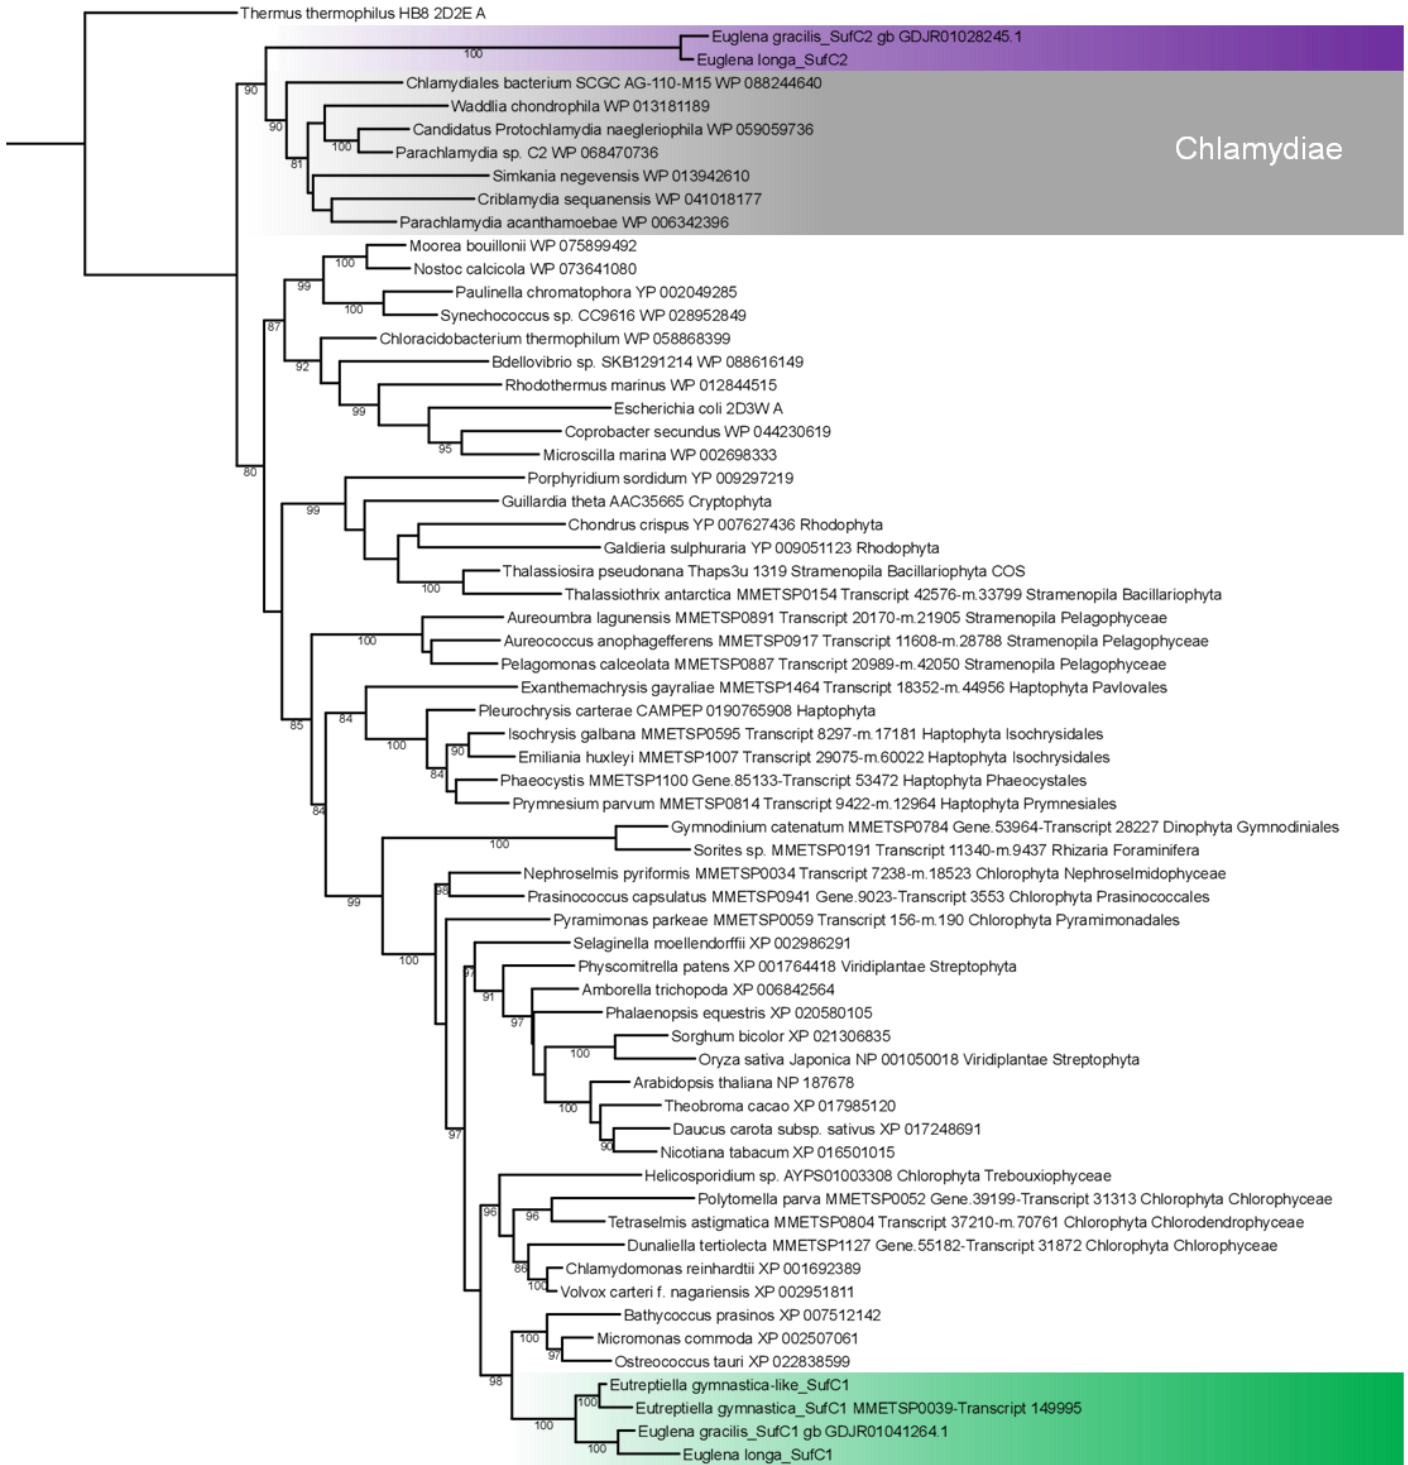 Thermus thermophilus HB8 2D2E A
Euglena gracilis_SufC2 gb GDJR01028245.1
100
Euglena longa_SufC2
Chlamydiales bacterium SCGC AG-110-M15 WP 088244640
90
Waddlia chondrophila WP 013181189
90
Candidatus Protochlamydia naegleriophila WP 059059736
100
Chlamydiae
Parachlamydia sp. C2 WP 068470736
81
Simkania negevensis WP 013942610
Criblamydia sequanensis WP 041018177
Parachlamydia acanthamoebae WP 006342396
Moorea bouillonii WP 075899492
100
Nostoc calcicola WP 073641080
99
Paulinella chromatophora YP 002049285
100
Synechococcus sp. CC9616 WP 028952849
87
Chloracidobacterium thermophilum WP 058868399
Bdellovibrio sp. SKB1291214 WP 088616149
92
Rhodothermus marinus WP 012844515
Escherichia coli 2D3W A
99
Coprobacter secundus WP 044230619
95
Microscilla marina WP 002698333
80
Porphyridium sordidum YP 009297219
Guillardia theta AAC35665 Cryptophyta
99
Chondrus crispus YP 007627436 Rhodophyta
Galdieria sulphuraria YP 009051123 Rhodophyta
Thalassiosira pseudonana Thaps3u 1319 Stramenopila Bacillariophyta COS
100
Thalassiothrix antarctica MMETSP0154 Transcript 42576-m.33799 Stramenopila Bacillariophyta
Aureoumbra lagunensis MMETSP0891 Transcript 20170-m.21905 Stramenopila Pelagophyceae
100
Aureococcus anophagefferens MMETSP0917 Transcript 11608-m.28788 Stramenopila Pelagophyceae
Pelagomonas calceolata MMETSP0887 Transcript 20989-m.42050 Stramenopila Pelagophyceae
Exanthemachrysis gayraliae MMETSP1464 Transcript 18352-m.44956 Haptophyta Pavlovales
Pleurochrysis carterae CAMPEP 0190765908 Haptophyta
84
85
Isochrysis galbana MMETSP0595 Transcript 8297-m.17181 Haptophyta Isochrysidales
100
90
Emiliania huxleyi MMETSP1007 Transcript 29075-m.60022 Haptophyta Isochrysidales
84
Phaeocystis MMETSP1100 Gene.85133-Transcript 53472 Haptophyta Phaeocystales
Prymnesium parvum MMETSP0814 Transcript 9422-m.12964 Haptophyta Prymnesiales
84
Gymnodinium catenatum MMETSP0784 Gene.53964-Transcript 28227 Dinophyta Gymnodiniales
100
Sorites sp. MMETSP0191 Transcript 11340-m.9437 Rhizaria Foraminifera
Nephroselmis pyriformis MMETSP0034 Transcript 7238-m.18523 Chlorophyta Nephroselmidophyceae
98
Prasinococcus capsulatus MMETSP0941 Gene.9023-Transcript 3553 Chlorophyta Prasinococcales
99
Pyramimonas parkeae MMETSP0059 Transcript 156-m.190 Chlorophyta Pyramimonadales
Selaginella moellendorffii XP 002986291
100
Physcomitrella patens XP 001764418 Viridiplantae Streptophyta
97
Amborella trichopoda XP 006842564
91
Phalaenopsis equestris XP 020580105
97
Sorghum bicolor XP 021306835
100
Oryza sativa Japonica NP 001050018 Viridiplantae Streptophyta
Arabidopsis thaliana NP 187678
100
Theobroma cacao XP 017985120
Daucus carota subsp. sativus XP 017248691
97
90
Nicotiana tabacum XP 016501015
Helicosporidium sp. AYPS01003308 Chlorophyta Trebouxiophyceae
Polytomella parva MMETSP0052 Gene.39199-Transcript 31313 Chlorophyta Chlorophyceae
96
96
Tetraselmis astigmatica MMETSP0804 Transcript 37210-m.70761 Chlorophyta Chlorodendrophyceae
Dunaliella tertiolecta MMETSP1127 Gene.55182-Transcript 31872 Chlorophyta Chlorophyceae
86
Chlamydomonas reinhardtii XP 001692389
100
Volvox carteri f. nagariensis XP 002951811
Bathycoccus prasinos XP 007512142
100
Micromonas commoda XP 002507061
97
Ostreococcus tauri XP 022838599
98
Eutreptiella gymnastica-like_SufC1
100
Eutreptiella gymnastica_SufC1 MMETSP0039-Transcript 149995
100
Euglena gracilis_SufC1 gb GDJR01041264.1
100
Euglena longa_SufC1